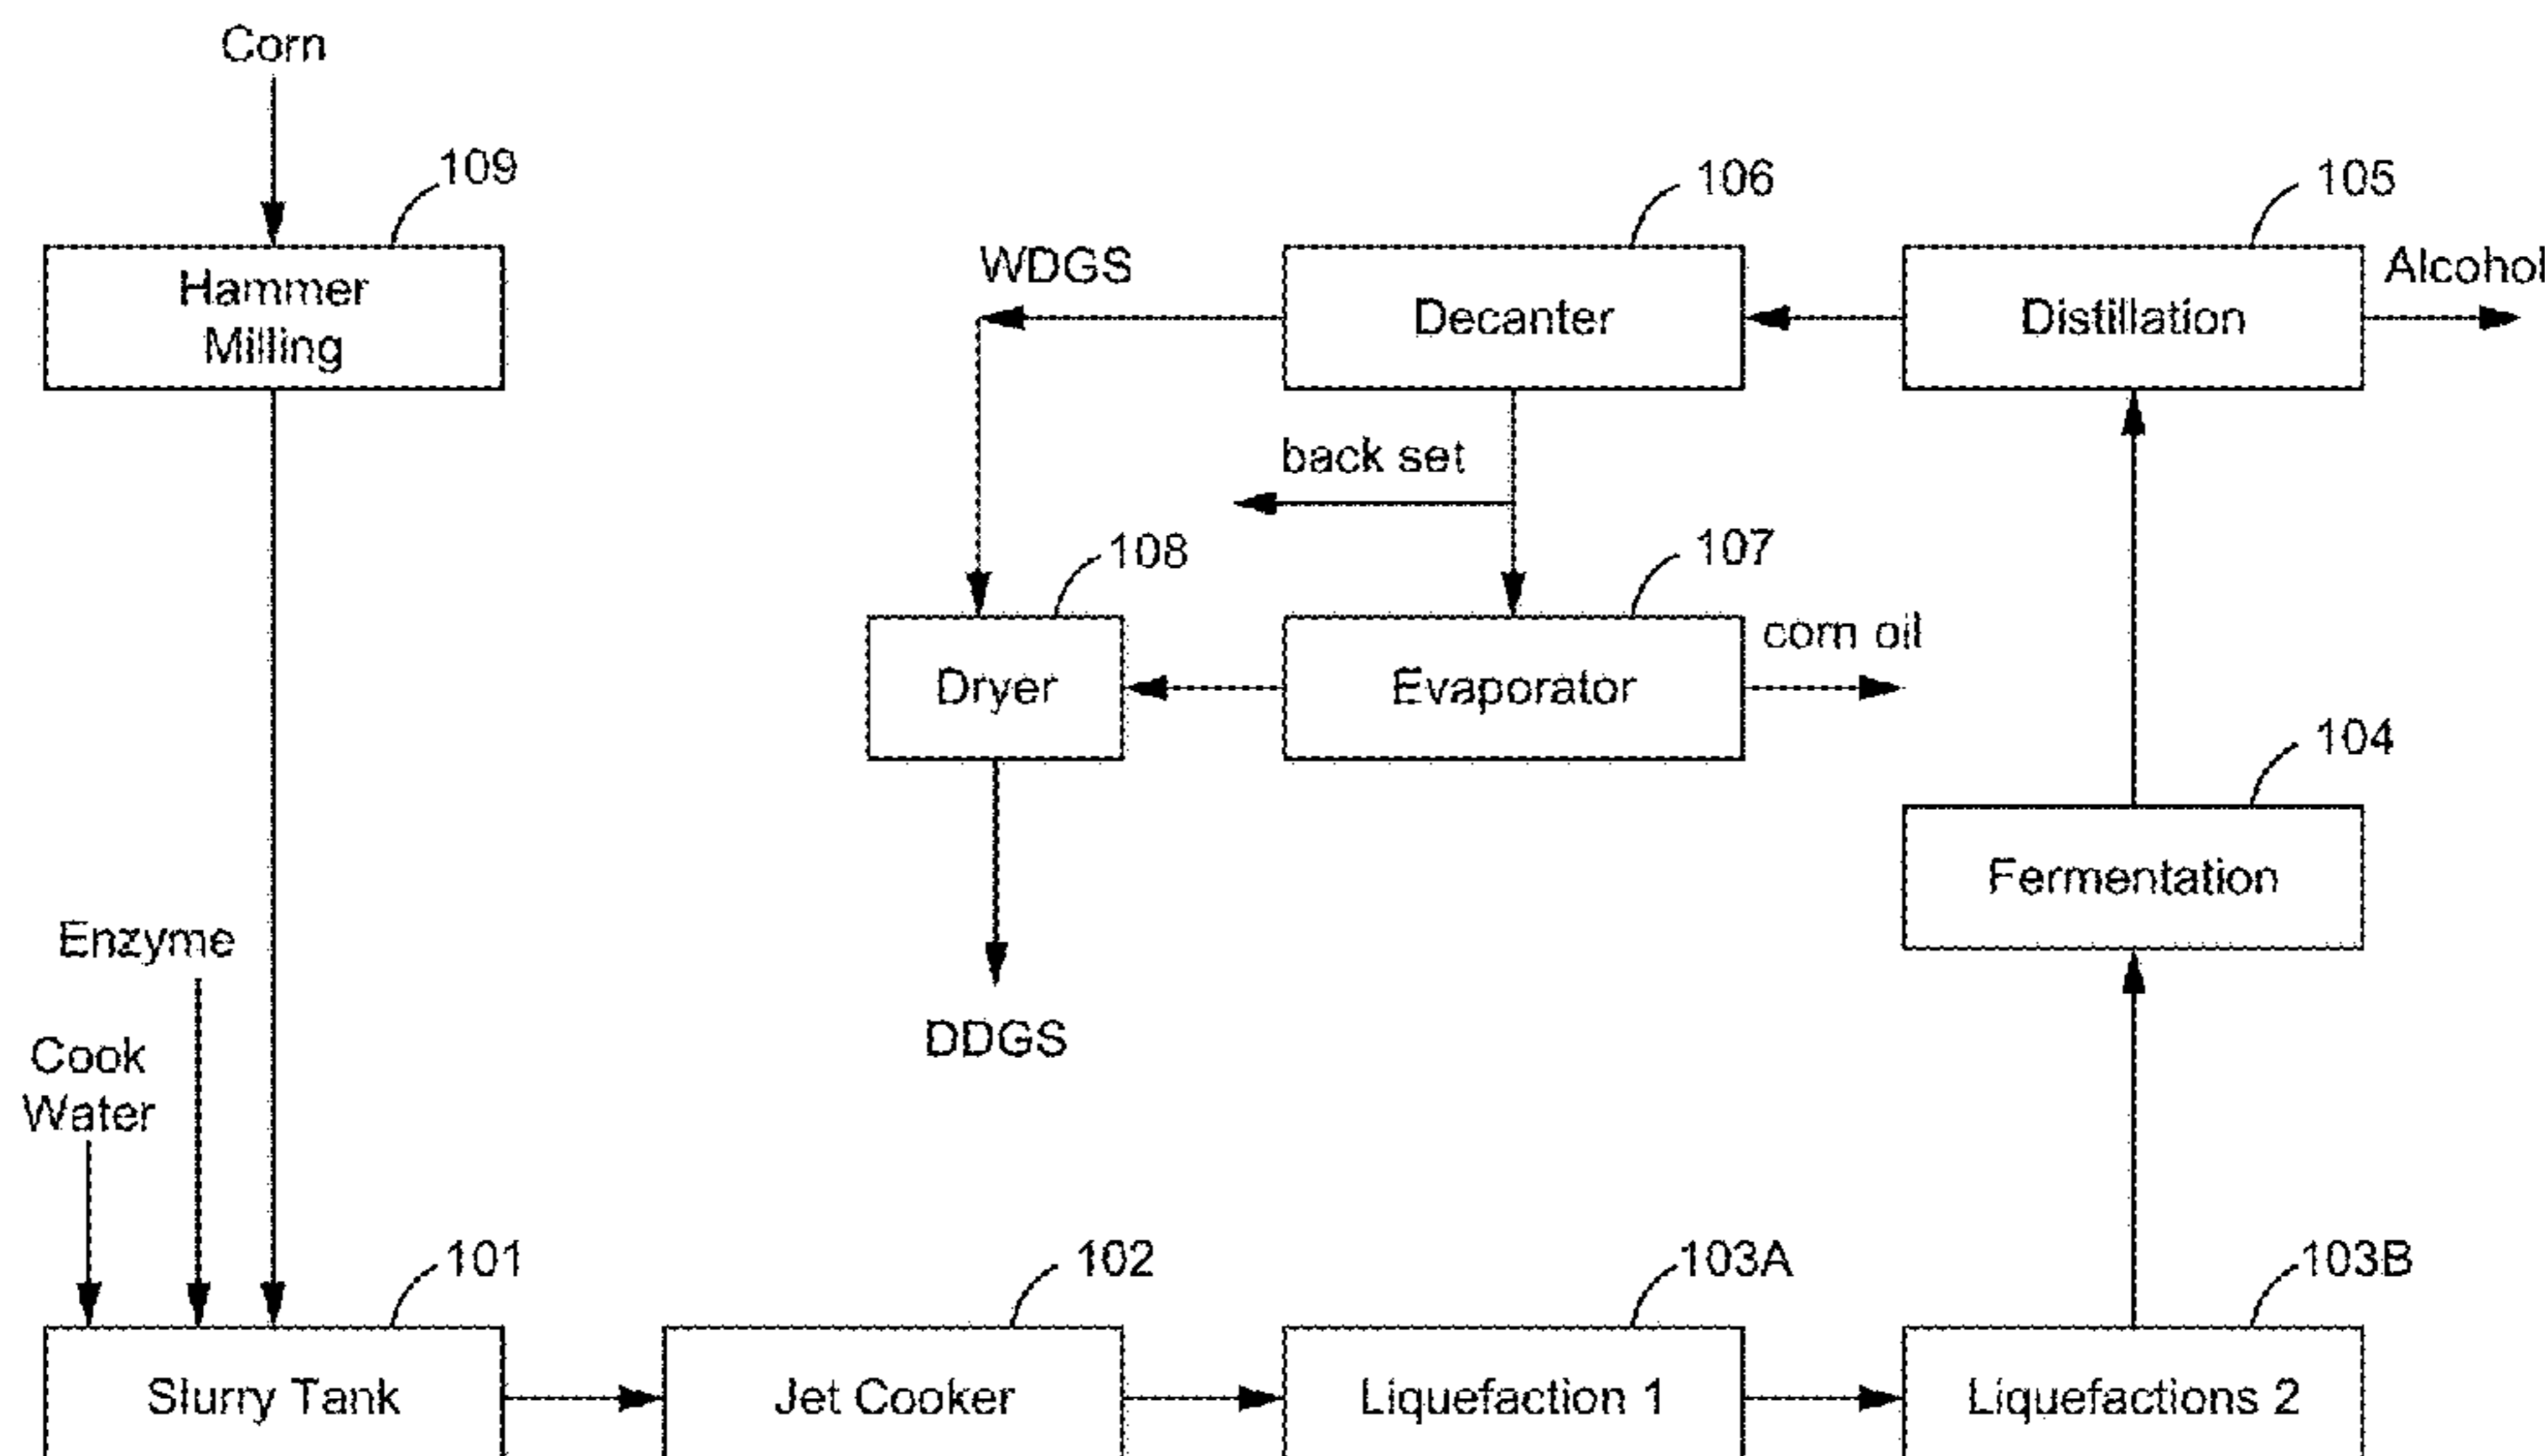 Corn
109
106
105
Hammer
Milling
WDGS
Decanter
Distillation
Alcohol
back set
108
107
Dryer
Evaporator
corn oil
104
Fermentation
Enzyme
Cook
Water
DDGS
101
102
103A
103B
Slurry Tank
Jet Cooker
Liquefaction 1
Liquefactions 2